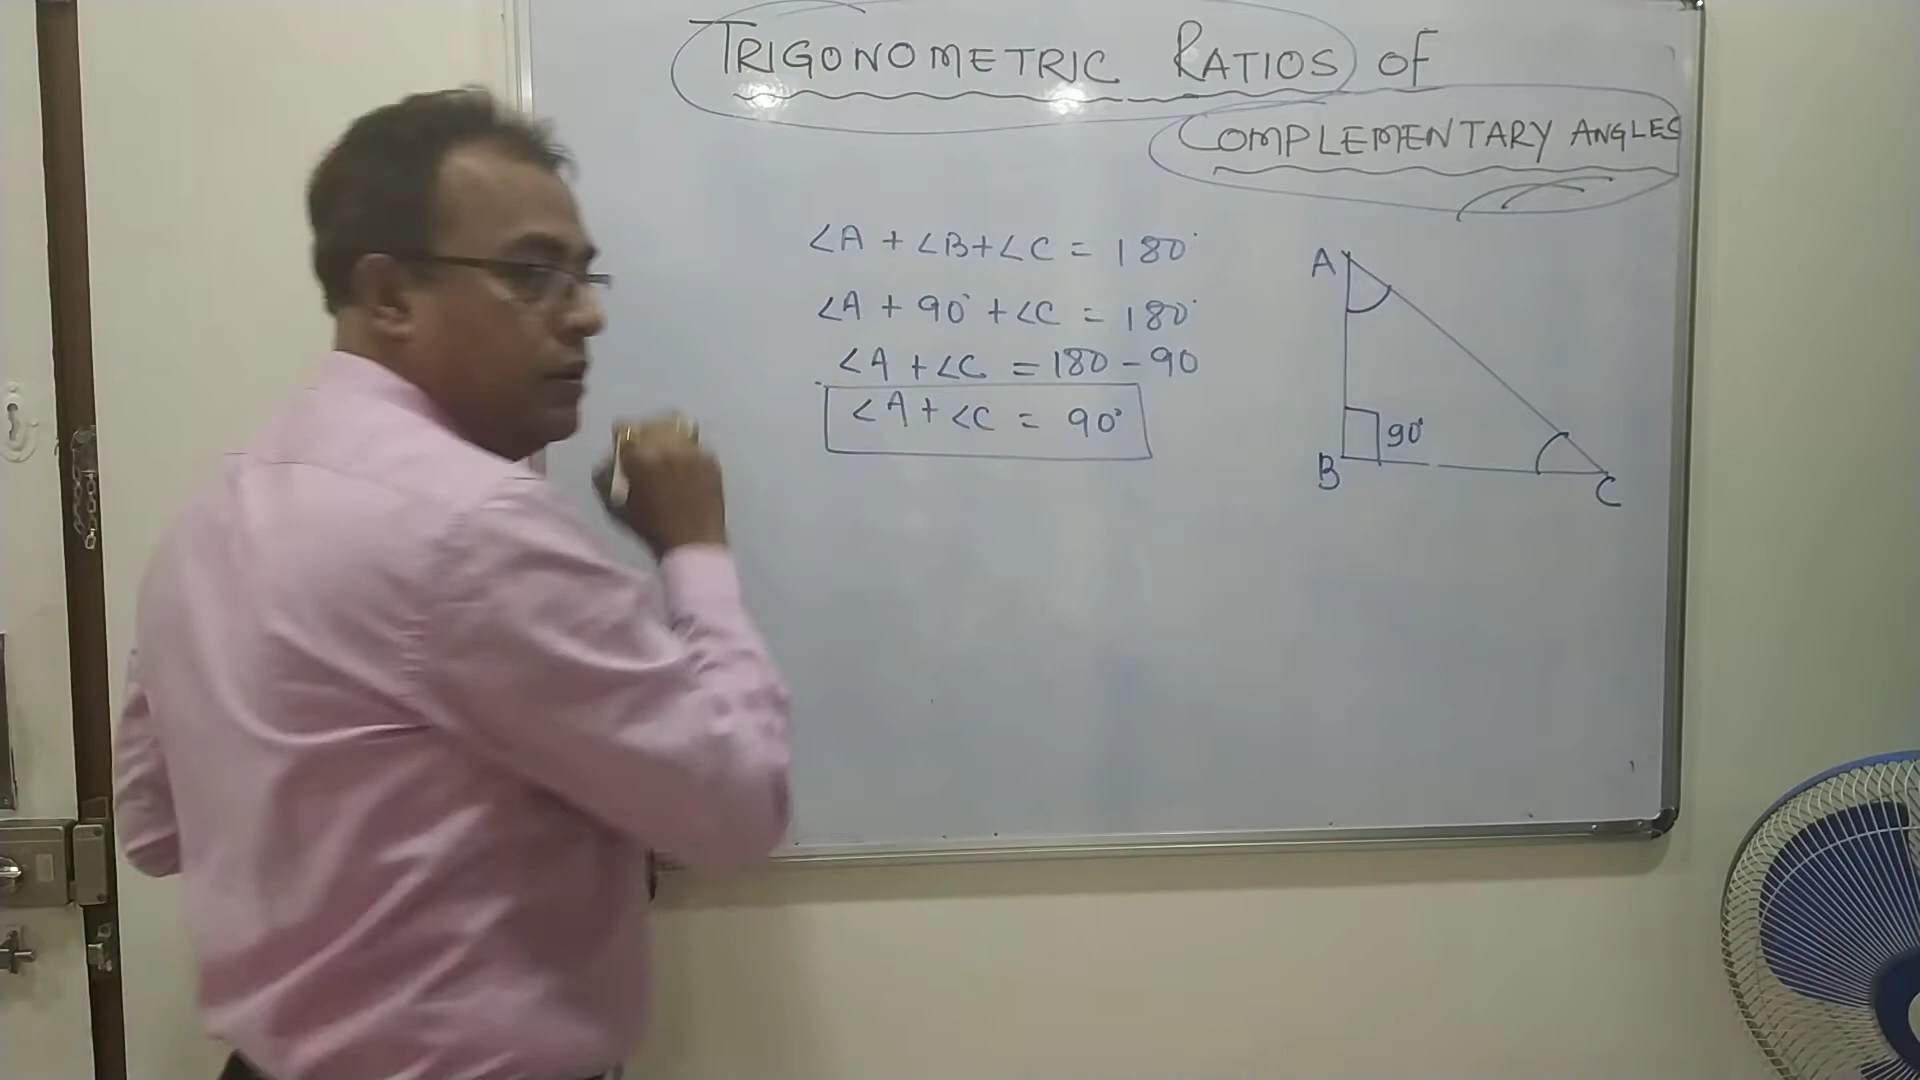 TRIGONOMETRIC RATIOS OF
COMPLEMENTARY ANGLES
∠A + ∠B + ∠C = 180°
∠A + 90° + ∠C = 180°
∠A + ∠C = 180 - 90
∠A + ∠C = 90°
A
90°
B
C